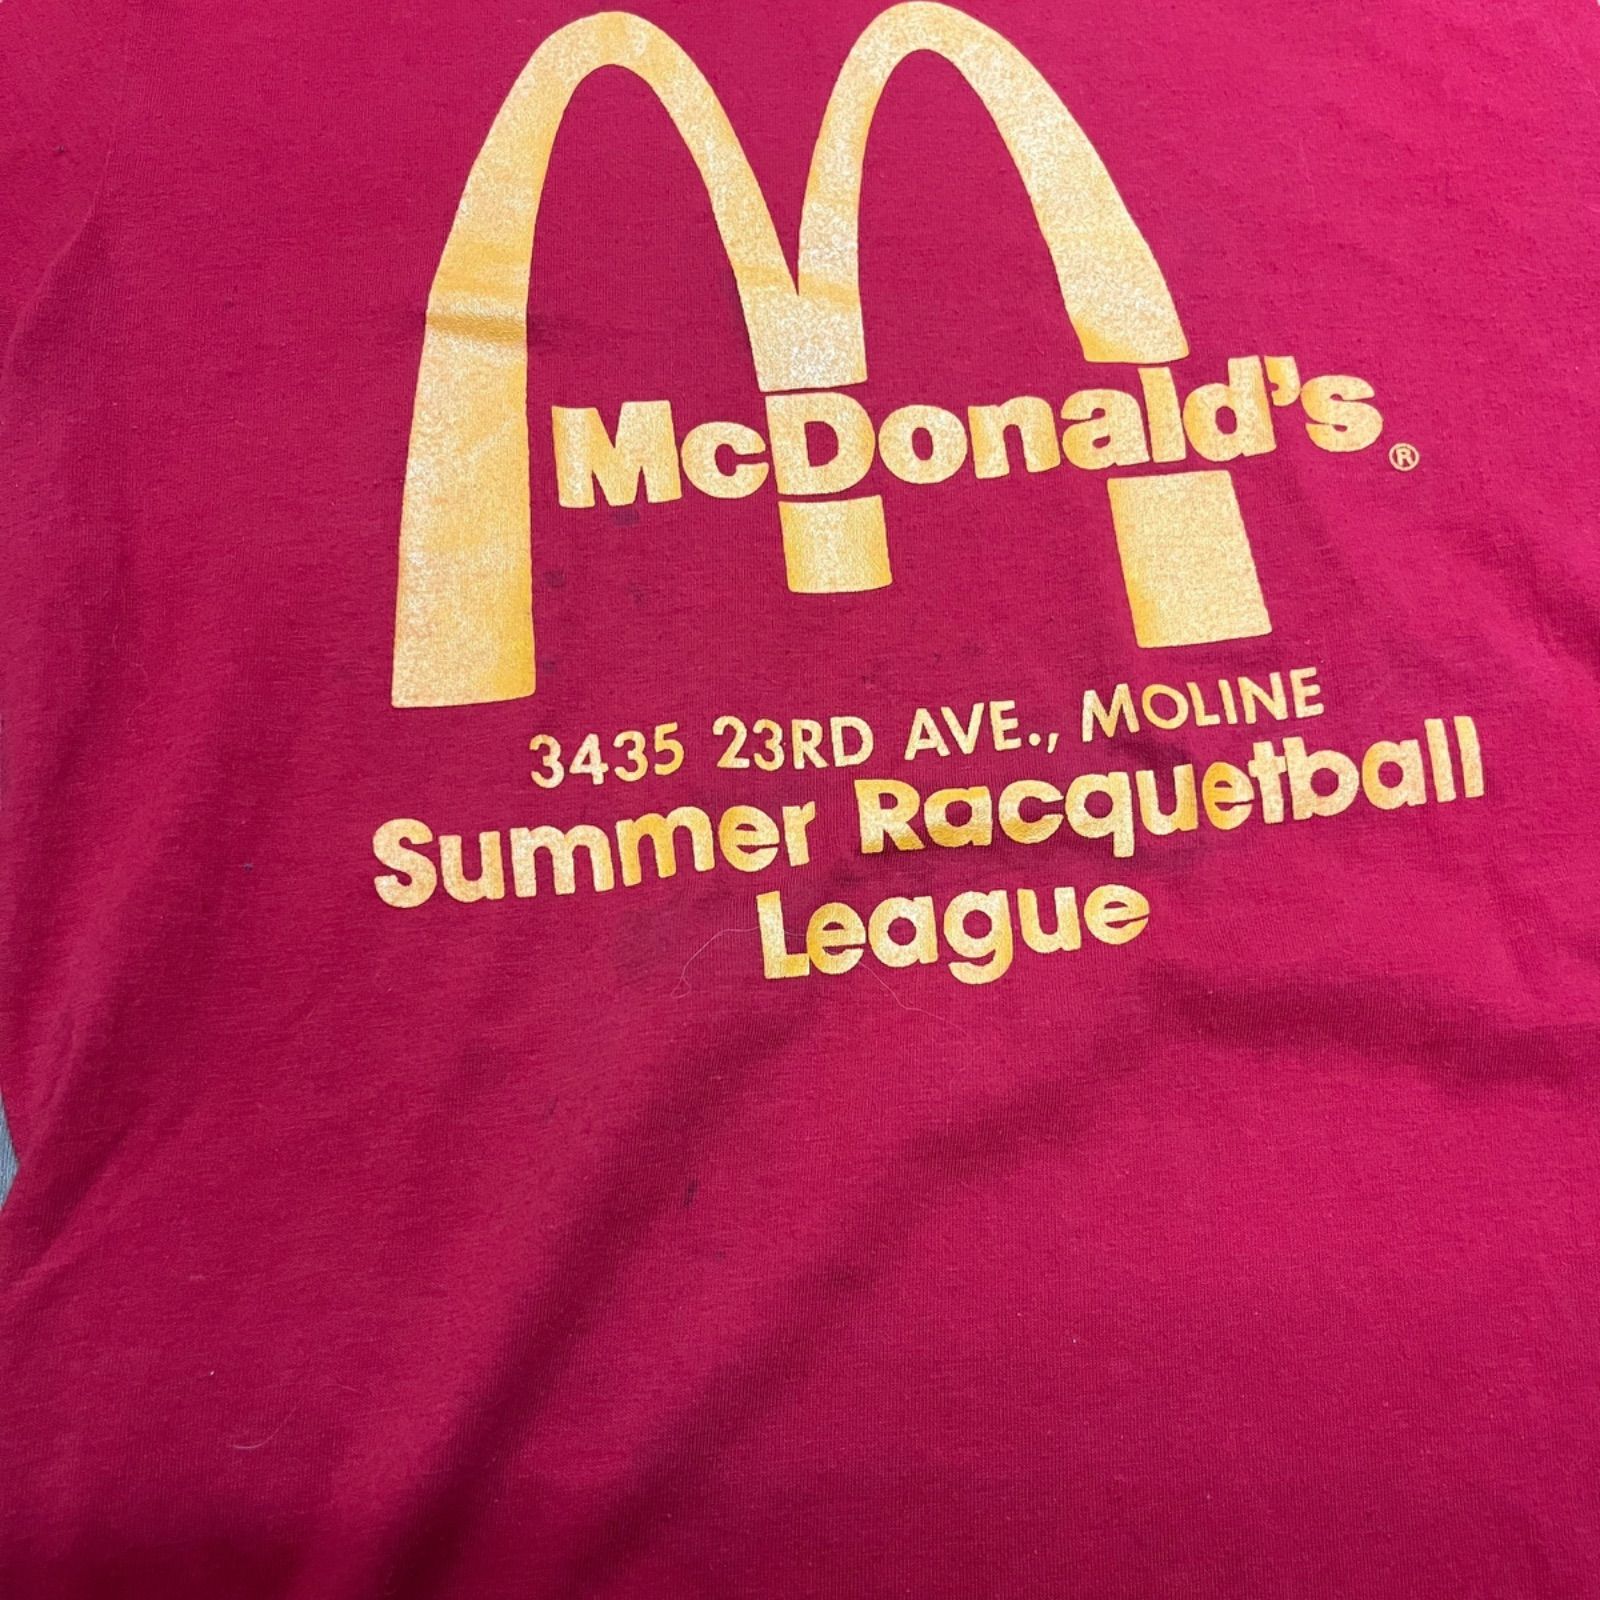 McDonald's®
3435 23RD AVE., MOLINE
Summer Racquetball
League